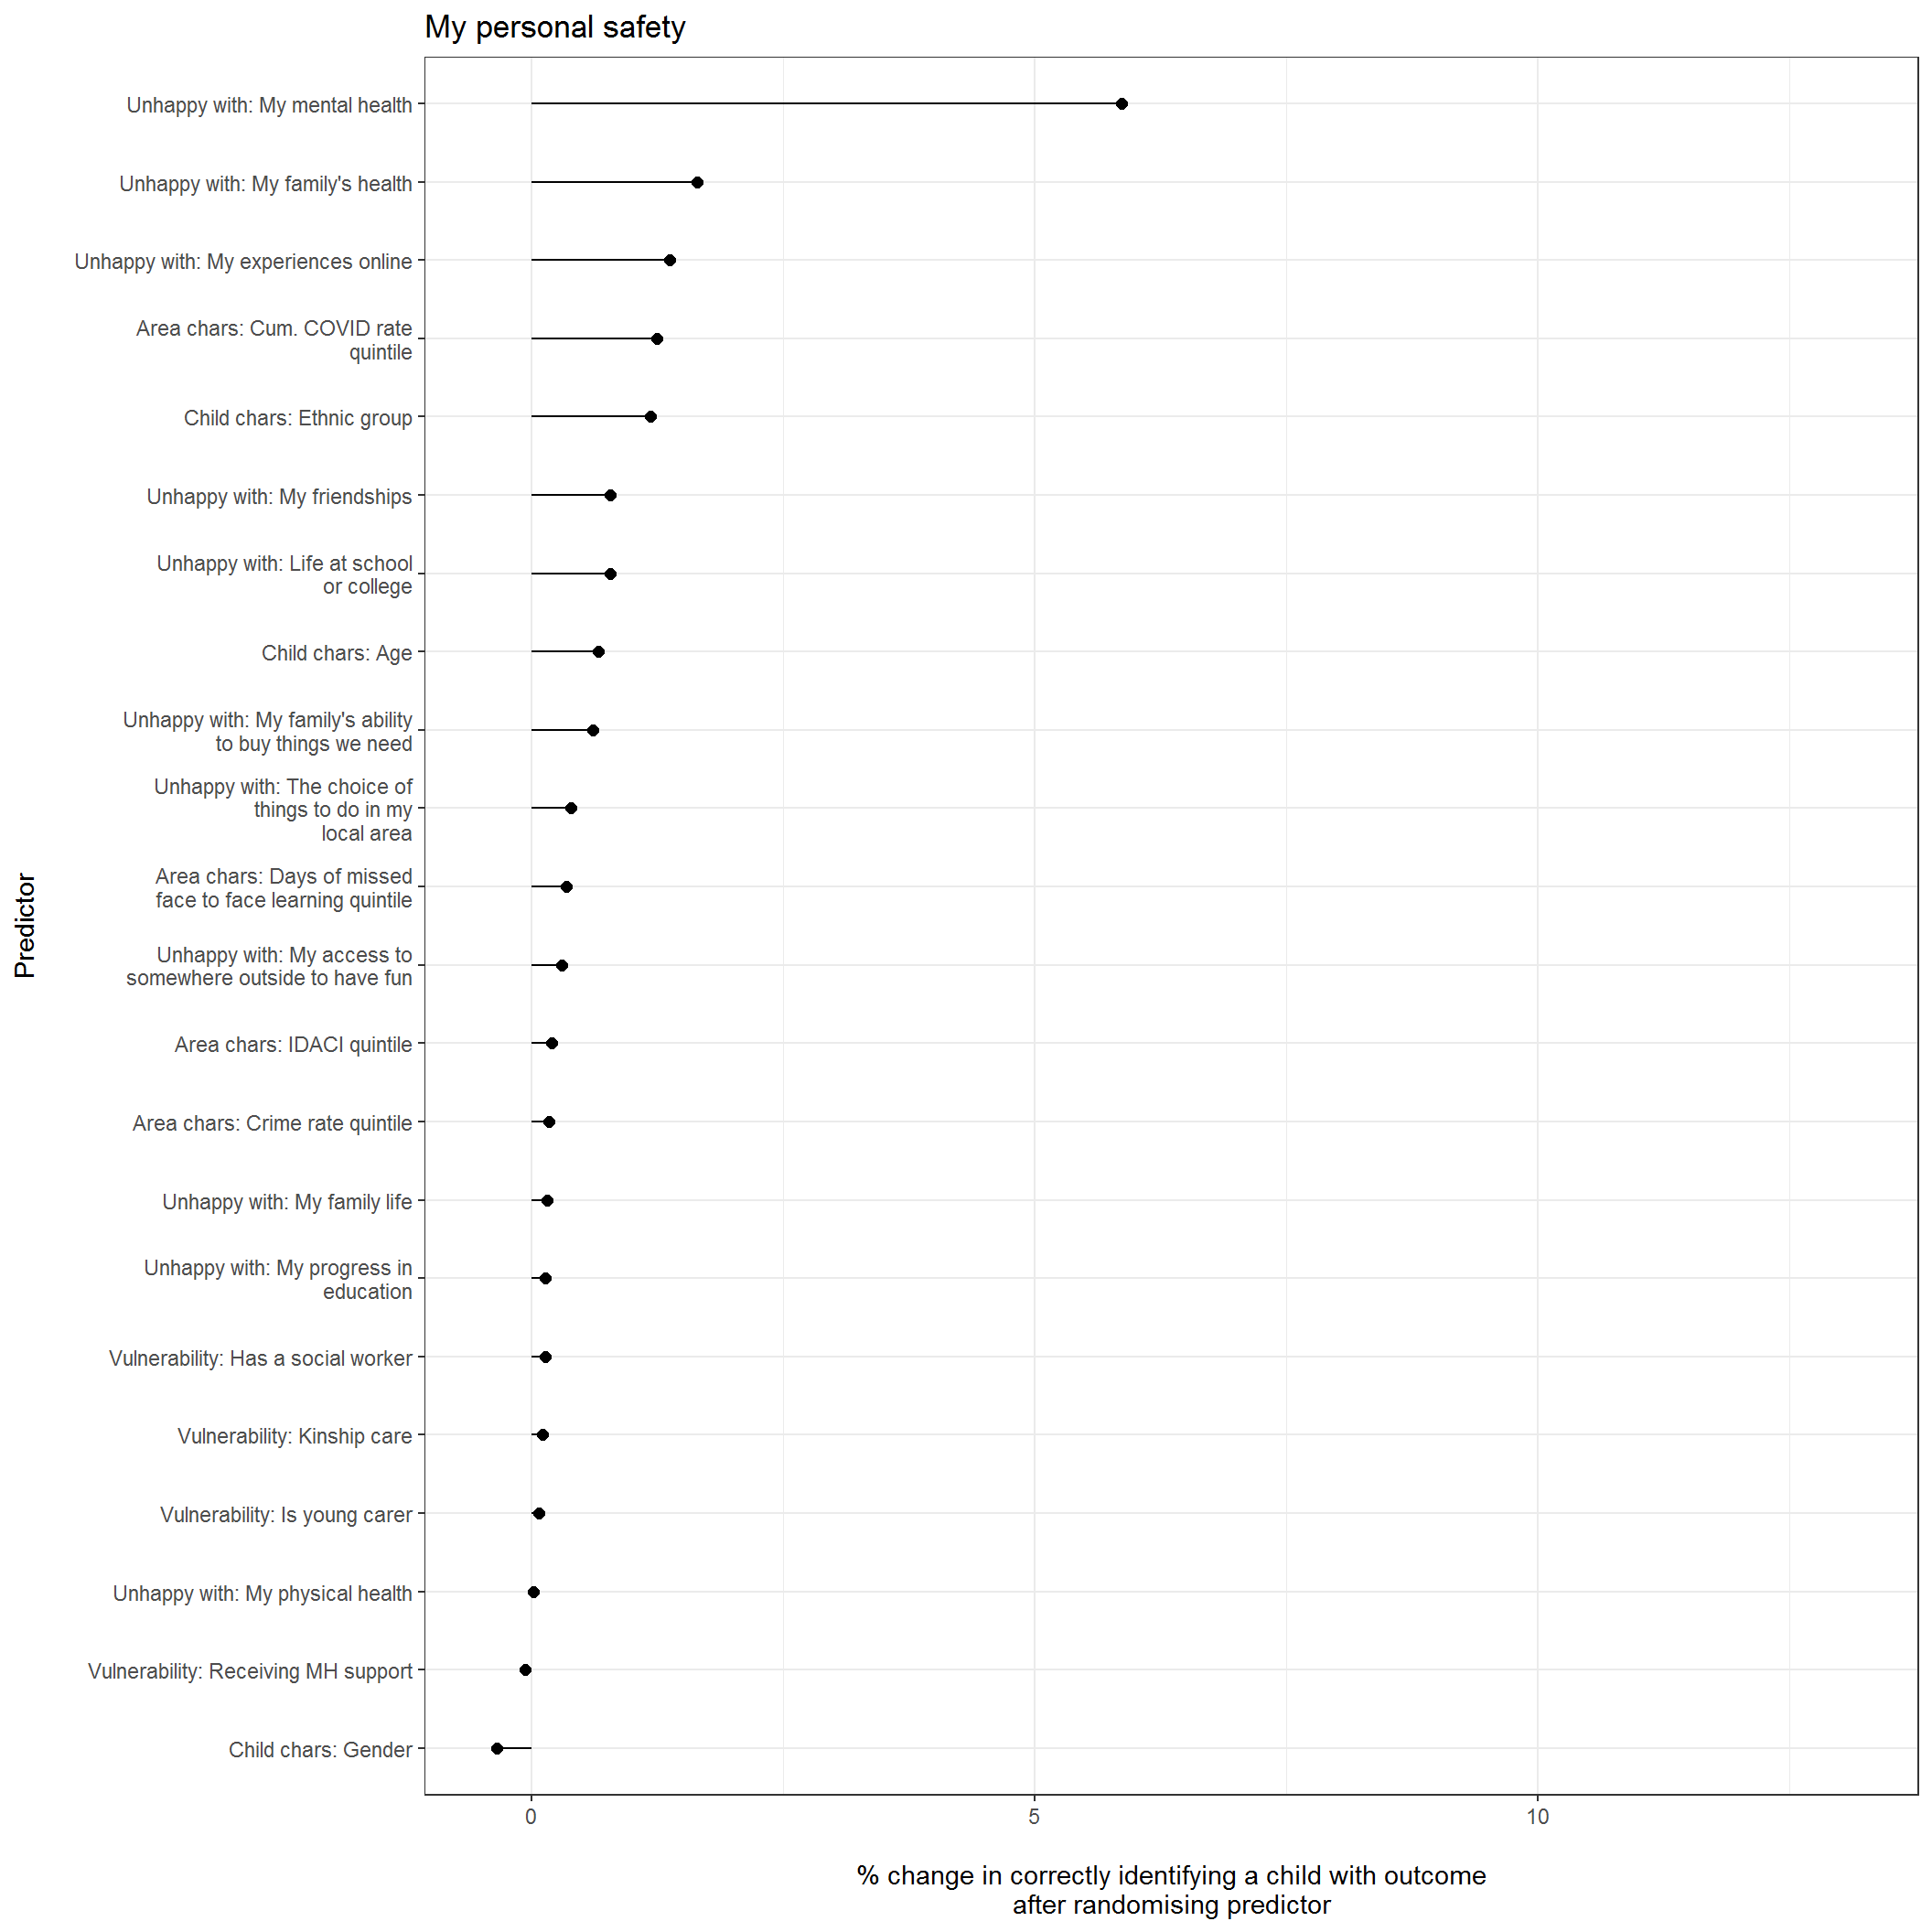 My personal safety
Unhappy with: My mental health
Unhappy with: My family's health
Unhappy with: My experiences online
Area chars: Cum. COVID rate
quintile
Child chars: Ethnic group
Unhappy with: My friendships
Unhappy with: Life at school
or college
Child chars: Age
Unhappy with: My family's ability
to buy things we need
Unhappy with: The choice of
things to do in my
local area
Area chars: Days of missed
face to face learning quintile
Unhappy with: My access to
somewhere outside to have fun
Area chars: IDACI quintile
Area chars: Crime rate quintile
Unhappy with: My family life
Unhappy with: My progress in
education
Vulnerability: Has a social worker
Vulnerability: Kinship care
Vulnerability: Is young carer
Unhappy with: My physical health
Vulnerability: Receiving MH support
Child chars: Gender
Predictor
0 5 10
% change in correctly identifying a child with outcome
after randomising predictor